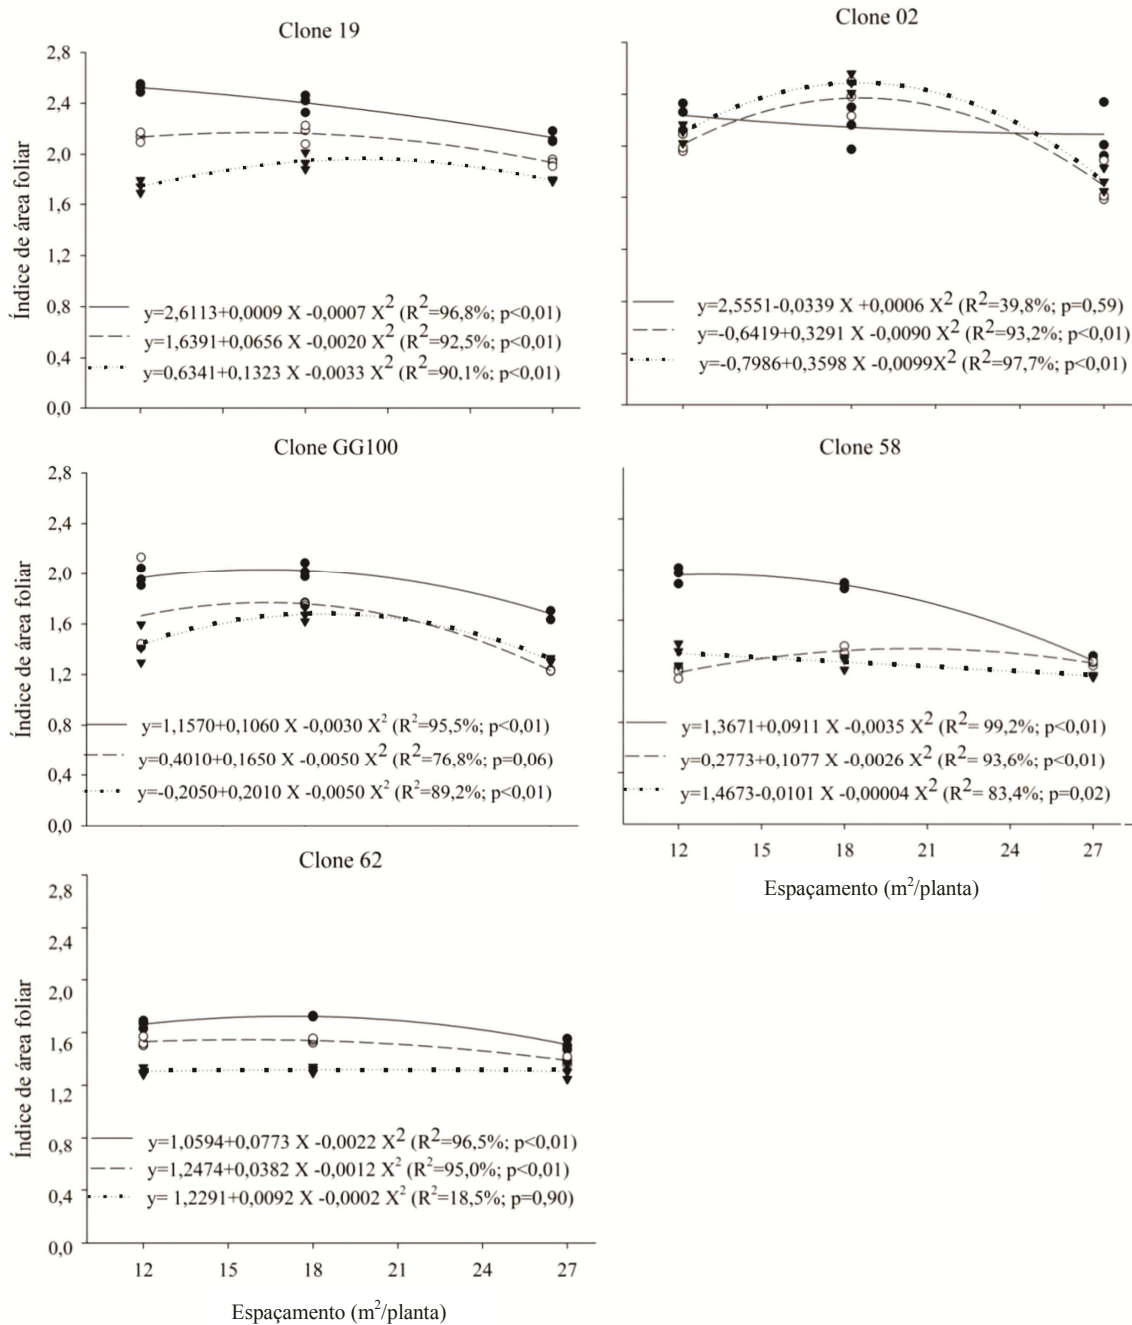 Clone 19
2,8
2,4
2,0
1,6
1,2
0,8
0,4
0,0
Índice de área foliar
y=2,6113+0,0009 X -0,0007 X² (R²=96,8%; p<0,01)
y=1,6391+0,0656 X -0,0020 X² (R²=92,5%; p<0,01)
y=0,6341+0,1323 X -0,0033 X² (R²=90,1%; p<0,01)
Clone 02
y=2,5551-0,0339 X +0,0006 X² (R²=39,8%; p=0,59)
y=-0,6419+0,3291 X -0,0090 X² (R²=93,2%; p<0,01)
y=-0,7986+0,3598 X -0,0099X² (R²=97,7%; p<0,01)
Clone GG100
2,8
2,4
2,0
1,6
1,2
0,8
0,4
0,0
Índice de área foliar
y=1,1570+0,1060 X -0,0030 X² (R²=95,5%; p<0,01)
y=0,4010+0,1650 X -0,0050 X² (R²=76,8%; p=0,06)
y=-0,2050+0,2010 X -0,0050 X² (R²=89,2%; p<0,01)
Clone 58
y=1,3671+0,0911 X -0,0035 X² (R²= 99,2%; p<0,01)
y=0,2773+0,1077 X -0,0026 X² (R²= 93,6%; p<0,01)
y=1,4673-0,0101 X -0,00004 X² (R²= 83,4%; p=0,02)
12 15 18 21 24 27
Espaçamento (m²/planta)
Clone 62
2,8
2,4
2,0
1,6
1,2
0,8
0,4
0,0
Índice de área foliar
y=1,0594+0,0773 X -0,0022 X² (R²=96,5%; p<0,01)
y=1,2474+0,0382 X -0,0012 X² (R²=95,0%; p<0,01)
y= 1,2291+0,0092 X -0,0002 X² (R²=18,5%; p=0,90)
12 15 18 21 24 27
Espaçamento (m²/planta)